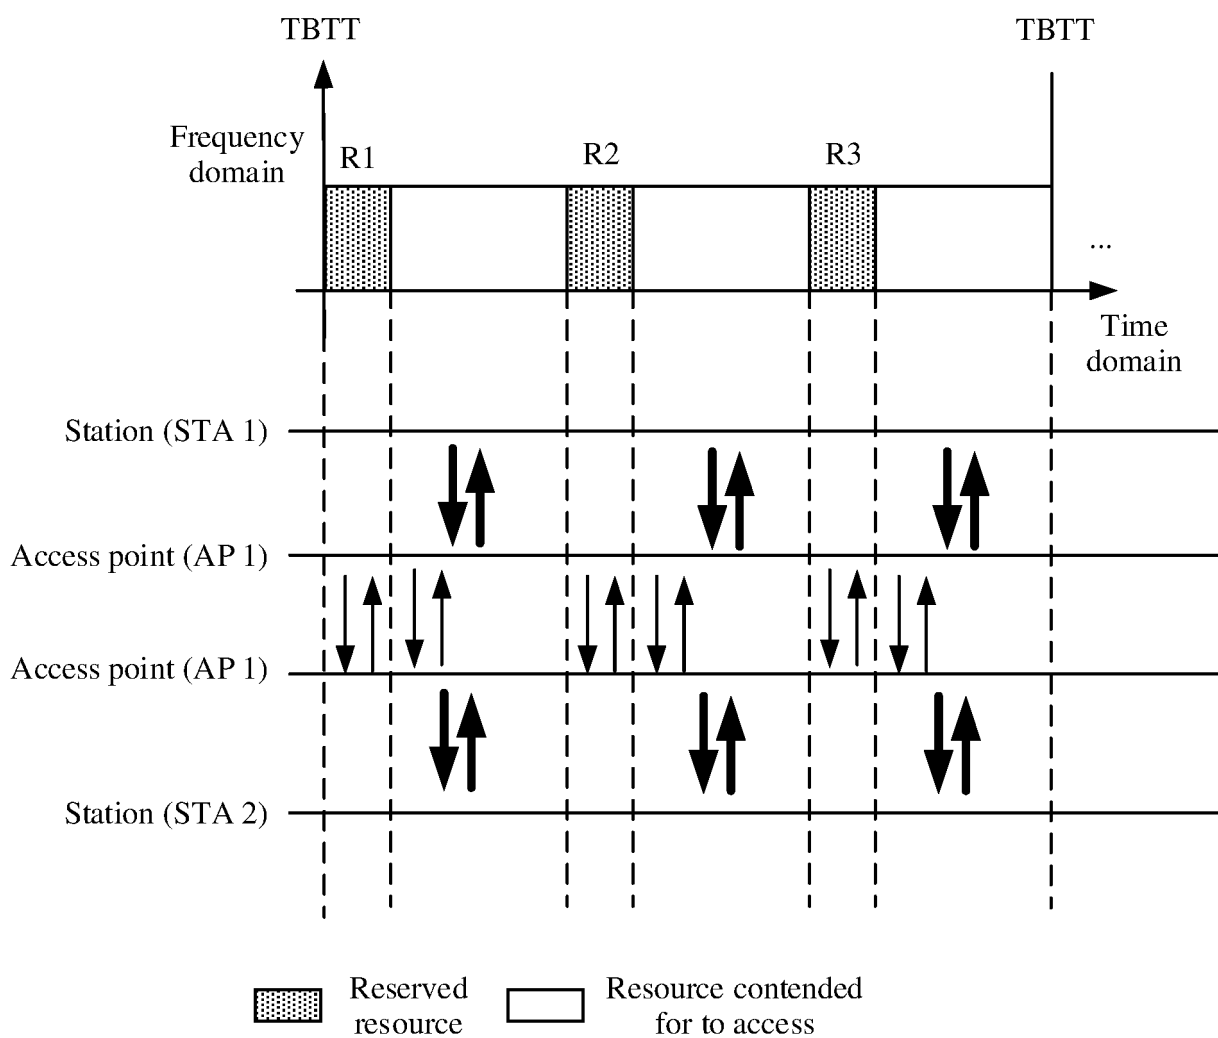 TBTT
TBTT
Frequency
domain
R1
R2
R3
...
Time
domain
Station (STA 1)
Access point (AP 1)
Access point (AP 1)
Station (STA 2)
Reserved
resource
Resource contended
for to access